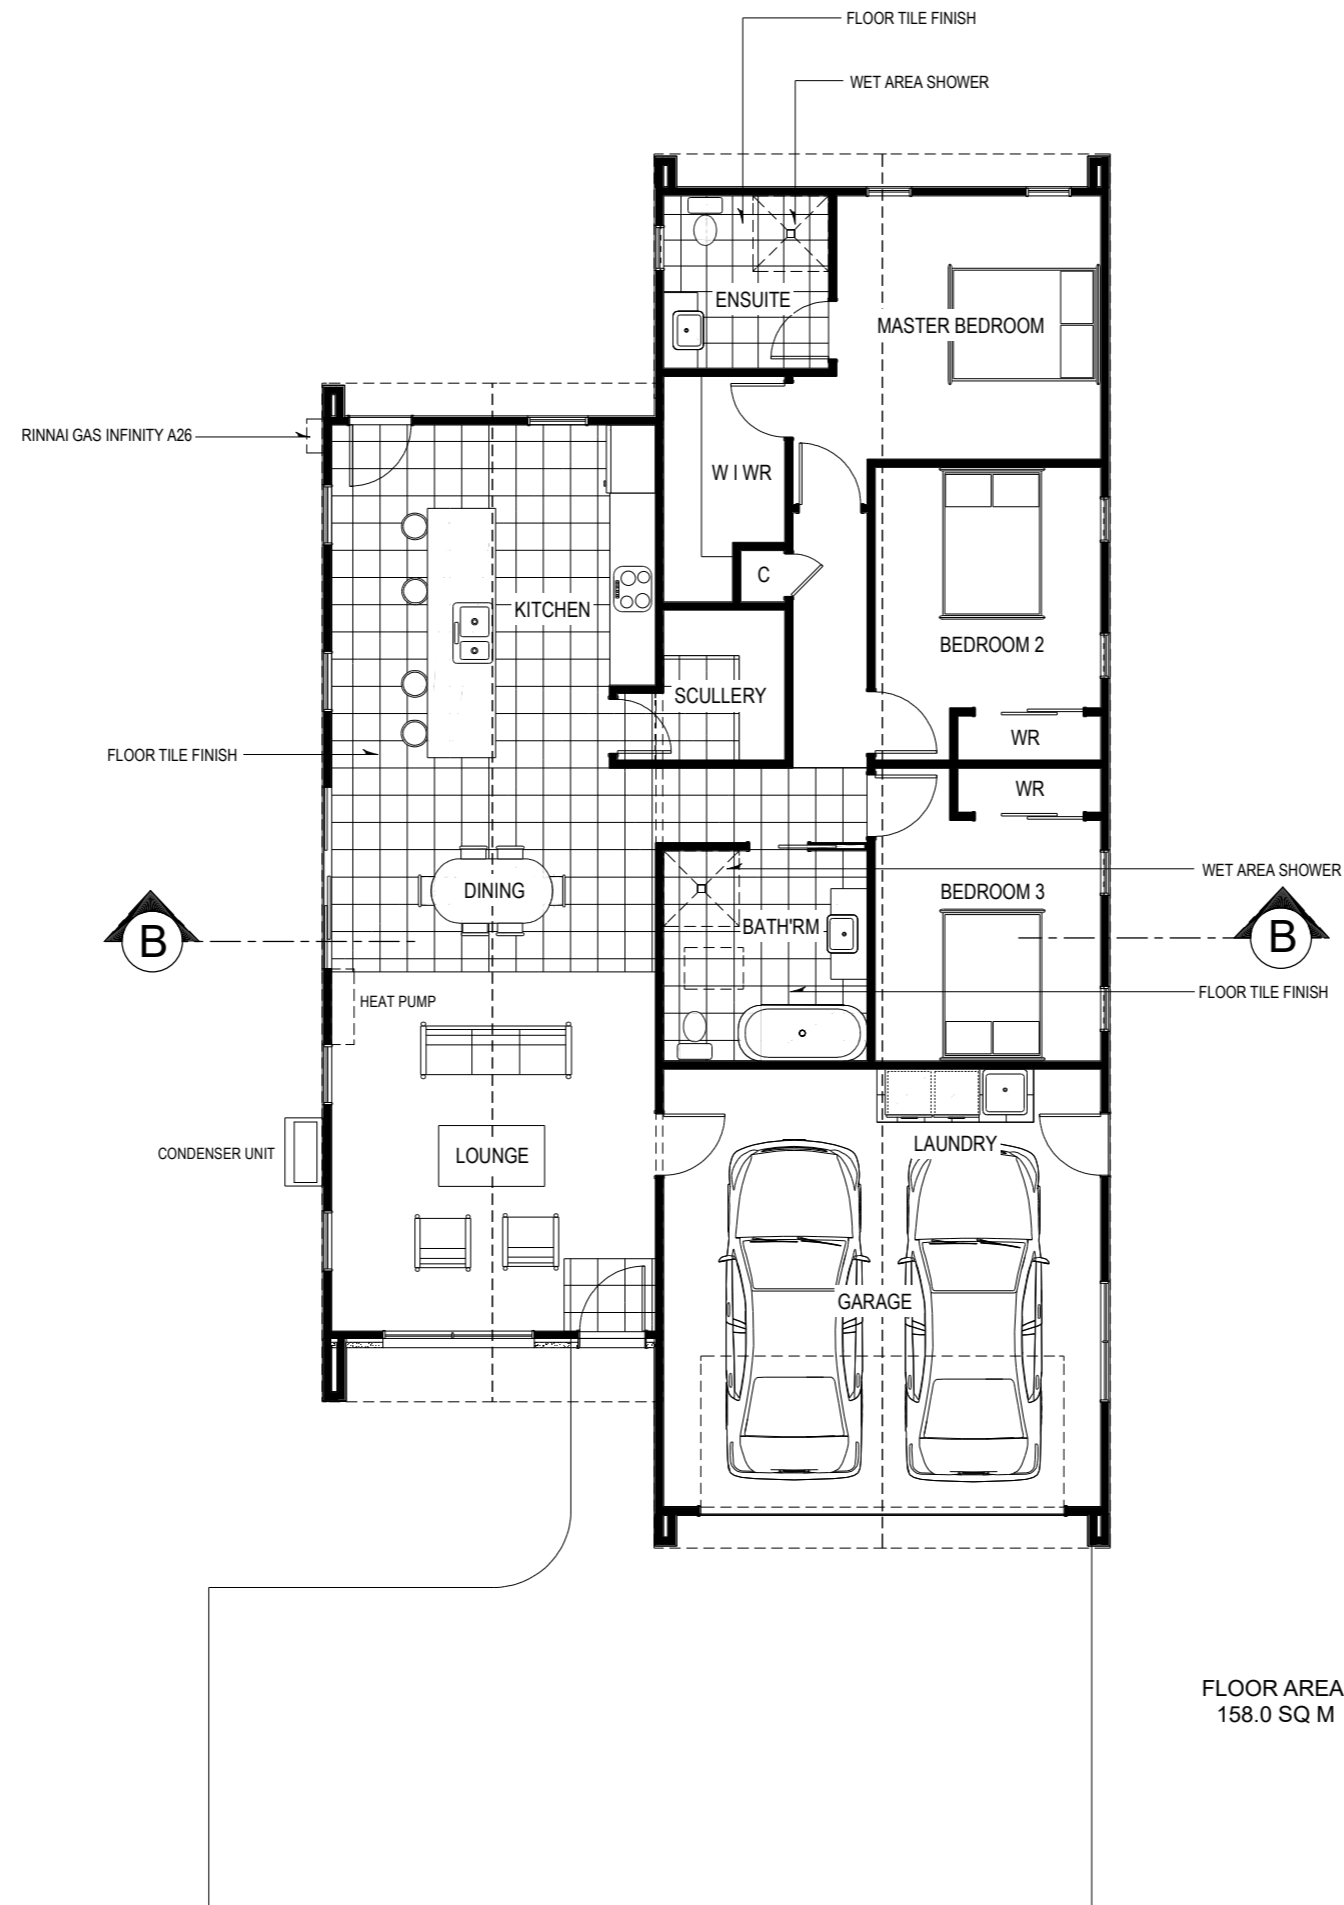 FLOOR TILE FINISH
WET AREA SHOWER
ENSUITE
MASTER BEDROOM
RINNAI GAS INFINITY A26
W I WR
C
KITCHEN
BEDROOM 2
SCULLERY
WR
FLOOR TILE FINISH
WR
WET AREA SHOWER
DINING
BEDROOM 3
BATH'RM
B
B
FLOOR TILE FINISH
HEAT PUMP
CONDENSER UNIT
LOUNGE
LAUNDRY
GARAGE
FLOOR AREA
158.0 SQ M